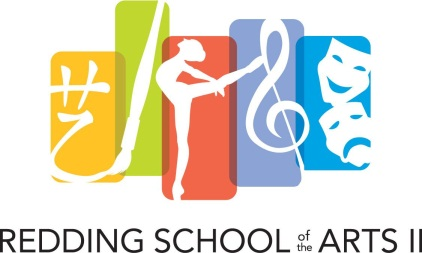 艺
REDDING SCHOOL of the ARTS II